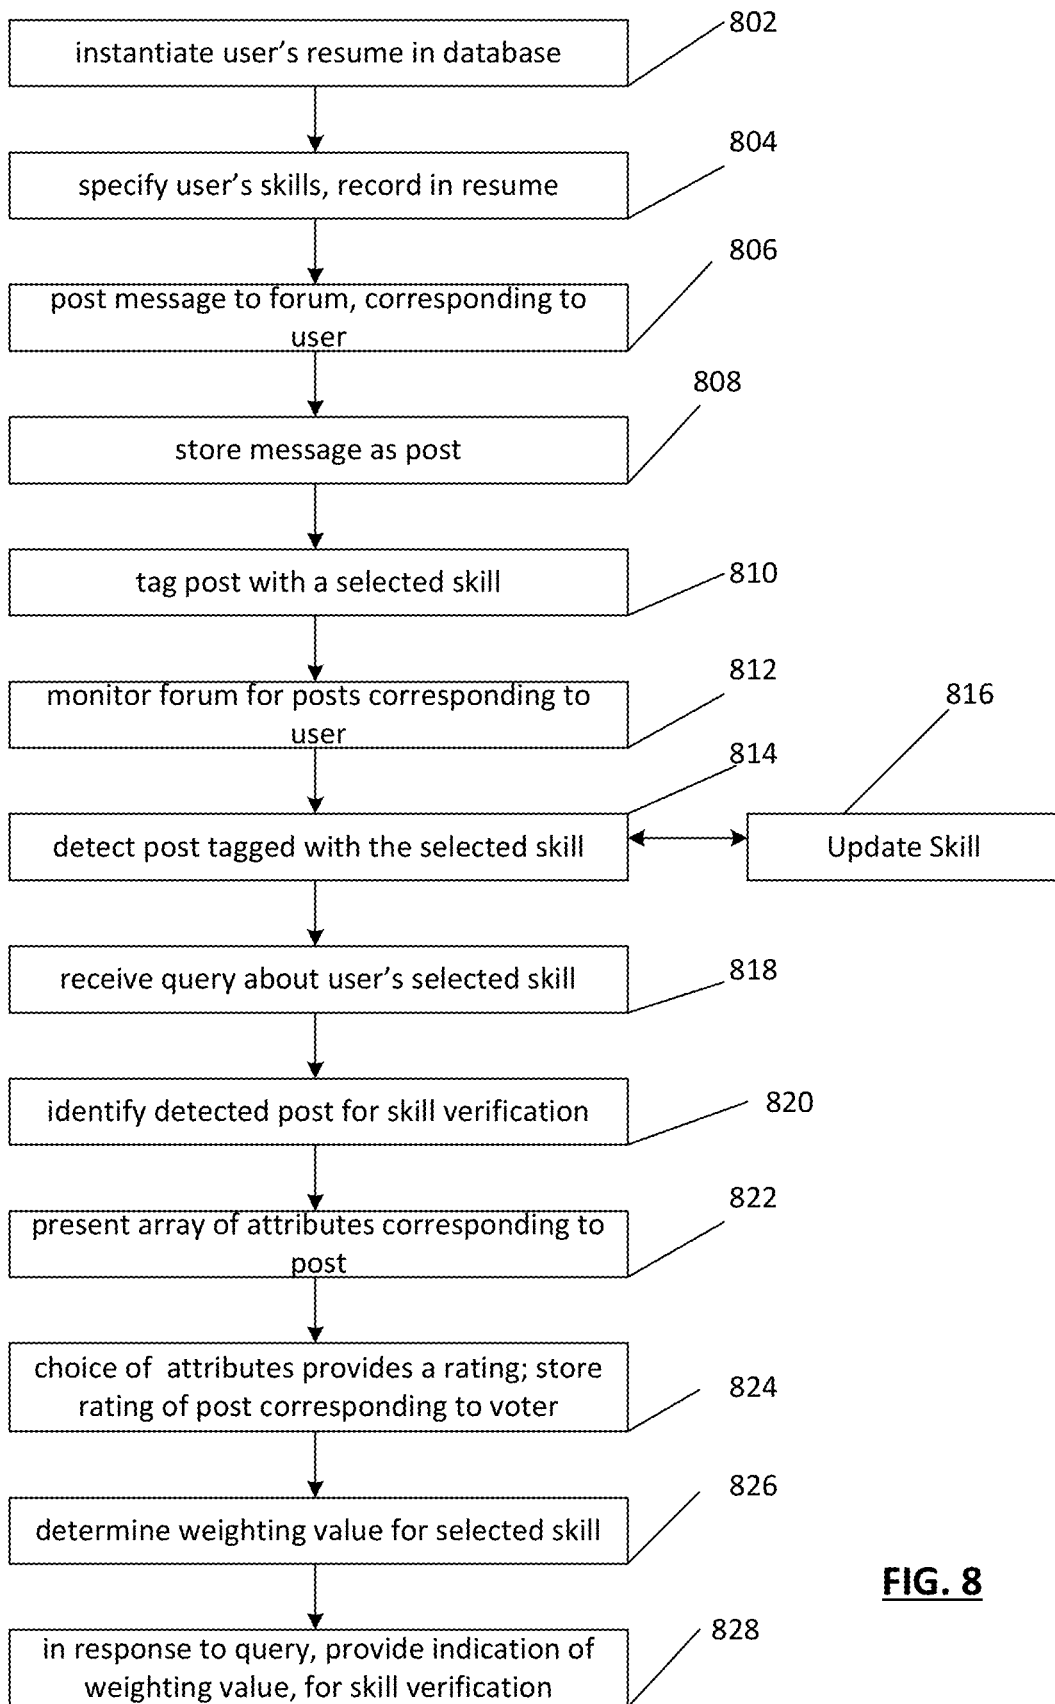 802
instantiate user's resume in database
804
specify user's skills, record in resume
806
post message to forum, corresponding to
user
808
store message as post
810
tag post with a selected skill
812
monitor forum for posts corresponding to
user
816
814
detect post tagged with the selected skill
Update Skill
818
receive query about user's selected skill
820
identify detected post for skill verification
822
present array of attributes corresponding to
post
824
choice of attributes provides a rating; store
rating of post corresponding to voter
826
determine weighting value for selected skill
FIG. 8
828
in response to query, provide indication of
weighting value, for skill verification